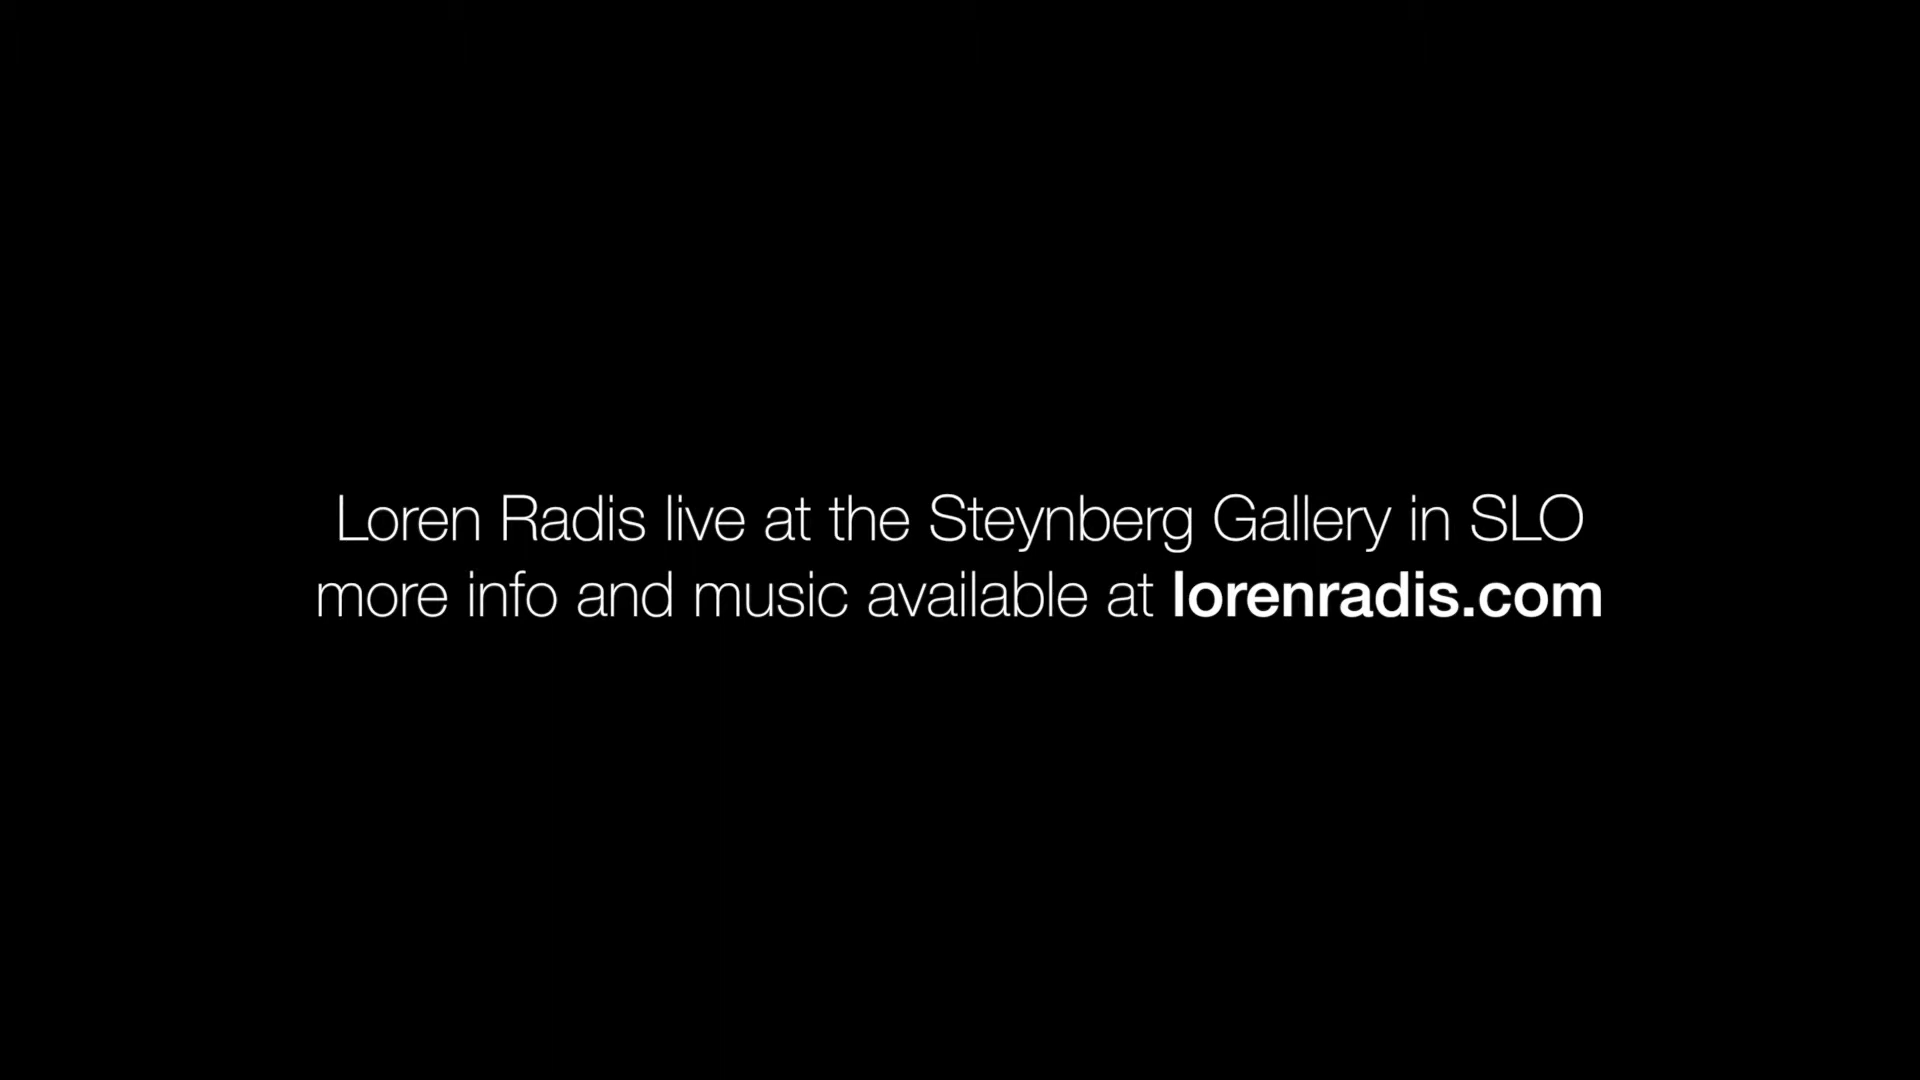 Loren Radis live at the Steynberg Gallery in SLO
more info and music available at lorenradis.com